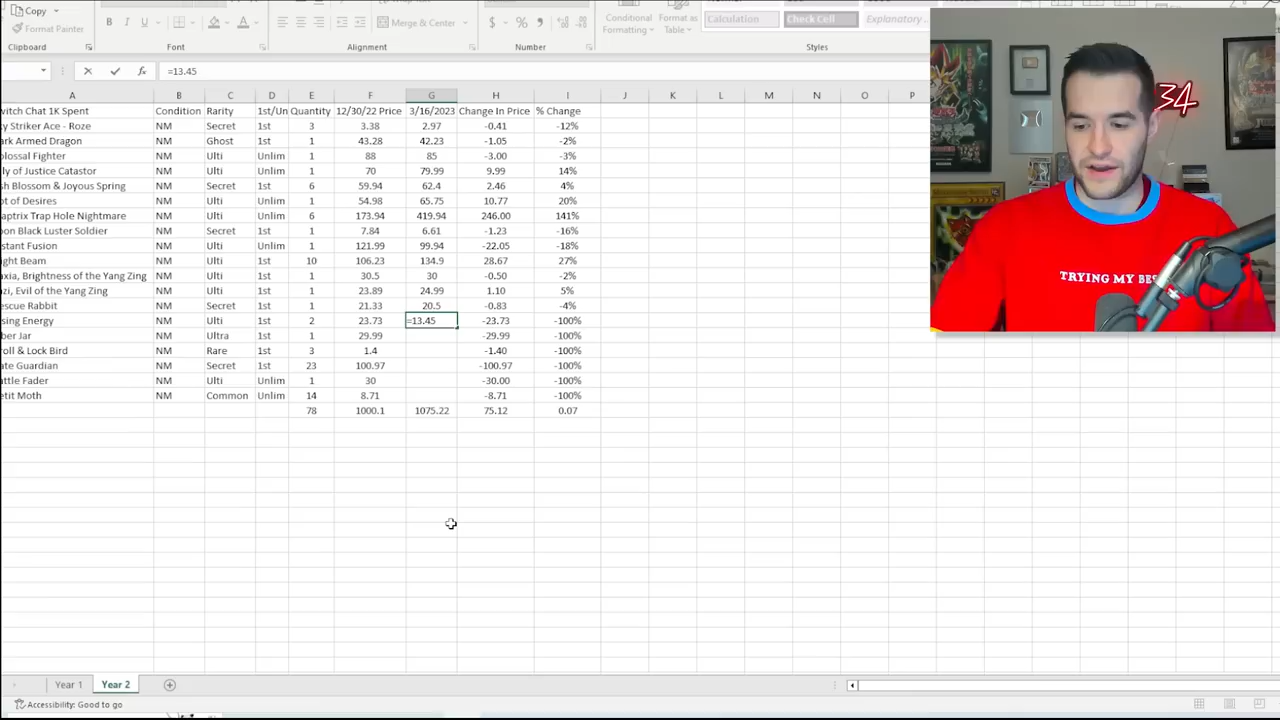 Copy
Format Painter
Merge & Center
$ % 9
Conditional Formatting
Format as Table
Calculation
Check Cell
Explanatory
Clipboard
Font
Alignment
Number
Styles
=13.45
A B E F G H I J K L M N O P
witch Chat 1K Spent Condition Rarity 1st/Un Quantity 12/30/22 Price 3/16/2023 Change In Price % Change
y Striker Ace - Roze NM Secret 1st 3 3.38 2.97 -0.41 -12%
ark Armed Dragon NM Ghost 1st 1 43.28 42.23 -1.05 -2%
olossal Fighter NM Ulti Unlim 1 88 85 -3.00 -3%
ly of Justice Catastor NM Ulti Unlim 1 70 79.99 9.99 14%
sh Blossom & Joyous Spring NM Secret 1st 6 59.94 62.4 2.46 4%
ot of Desires NM Ulti 1st 1 54.98 65.75 10.77 20%
aptrix Trap Hole Nightmare NM Ulti Unlim 6 173.94 419.94 246.00 141%
oon Black Luster Soldier NM Secret 1st 1 7.84 6.61 -1.23 -16%
stant Fusion NM Ulti Unlim 1 121.99 99.94 -22.05 -18%
ight Beam NM Ulti 1st 10 106.23 134.9 28.67 27%
axia, Brightness of the Yang Zing NM Ulti 1st 1 30.5 30 -0.50 -2%
azi, Evil of the Yang Zing NM Ulti 1st 1 23.89 24.99 1.10 5%
escue Rabbit NM Secret 1st 1 21.33 20.5 -0.83 -4%
ising Energy NM Ulti 1st 2 23.73 =13.45 -23.73 -100%
ber Jar NM Ultra 1st 1 29.99 -29.99 -100%
roll & Lock Bird NM Rare 1st 3 1.4 -1.40 -100%
ate Guardian NM Secret 1st 23 100.97 -100.97 -100%
attle Fader NM Ulti Unlim 1 30 -30.00 -100%
etit Moth NM Common Unlim 14 8.71 -8.71 -100%
78 1000.1 1075.22 75.12 0.07
34
TRYING MY BES
Year 1
Year 2
Accessibility: Good to go